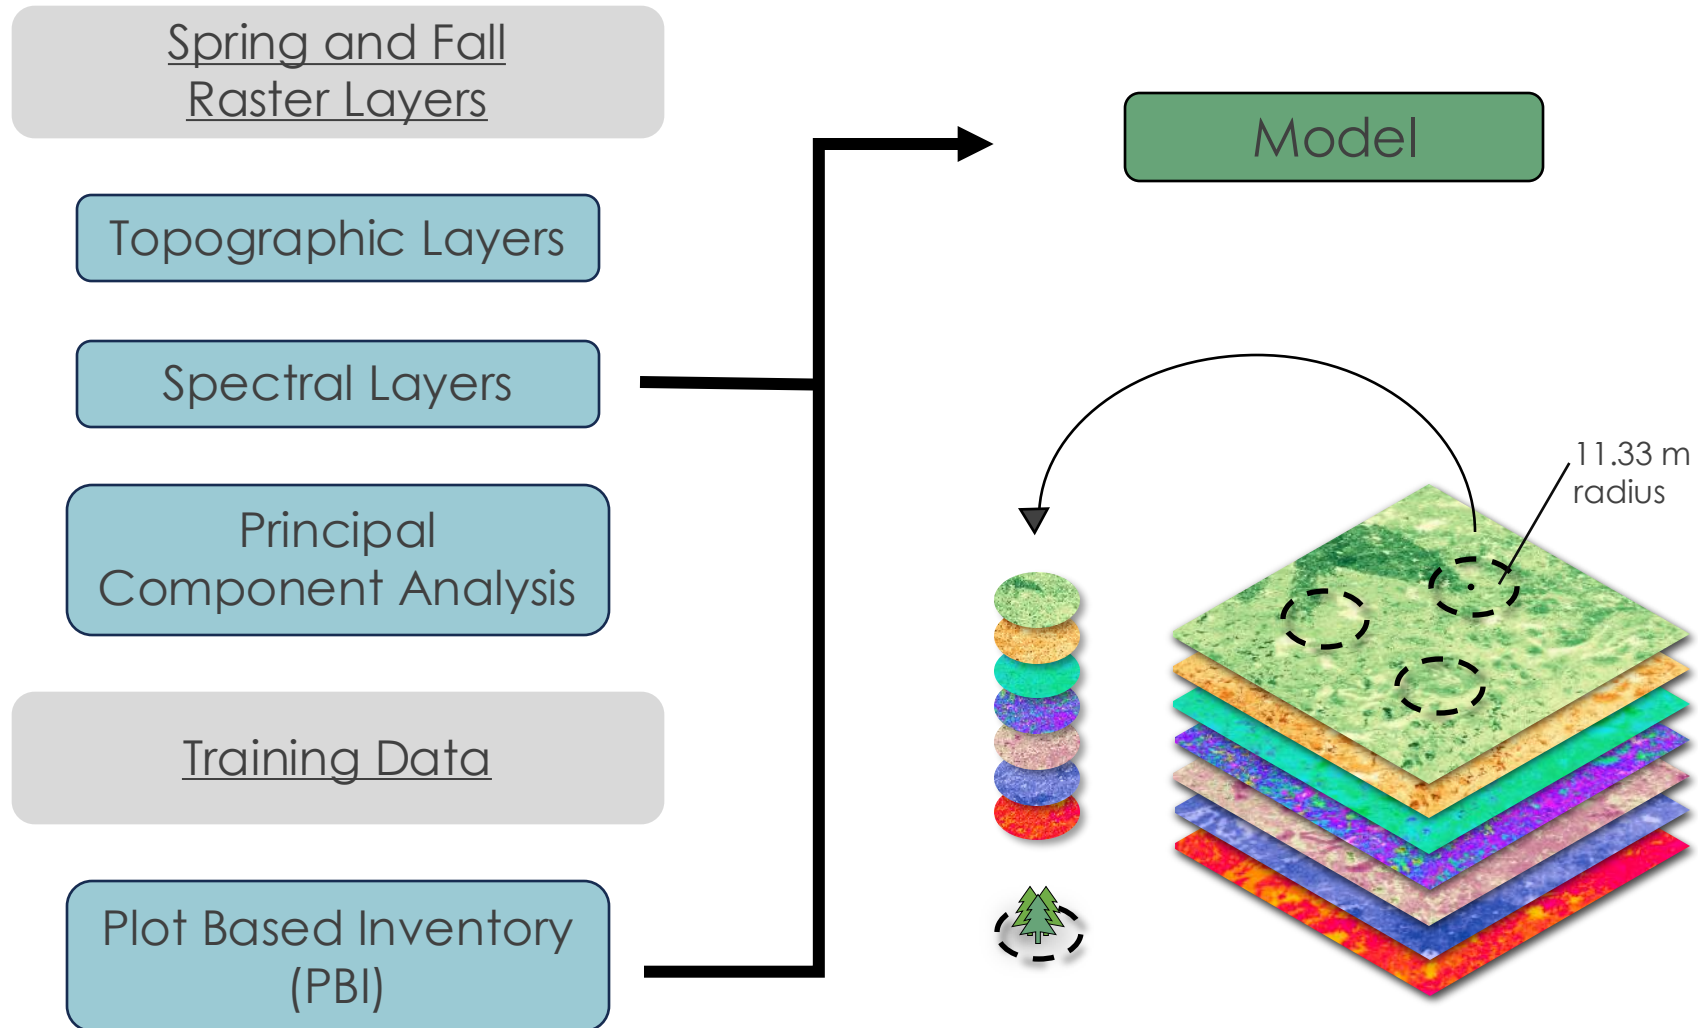 Spring and Fall
Raster Layers
Topographic Layers
Spectral Layers
Principal
Component Analysis
Training Data
Plot Based Inventory
(PBI)
Model
11.33 m
radius